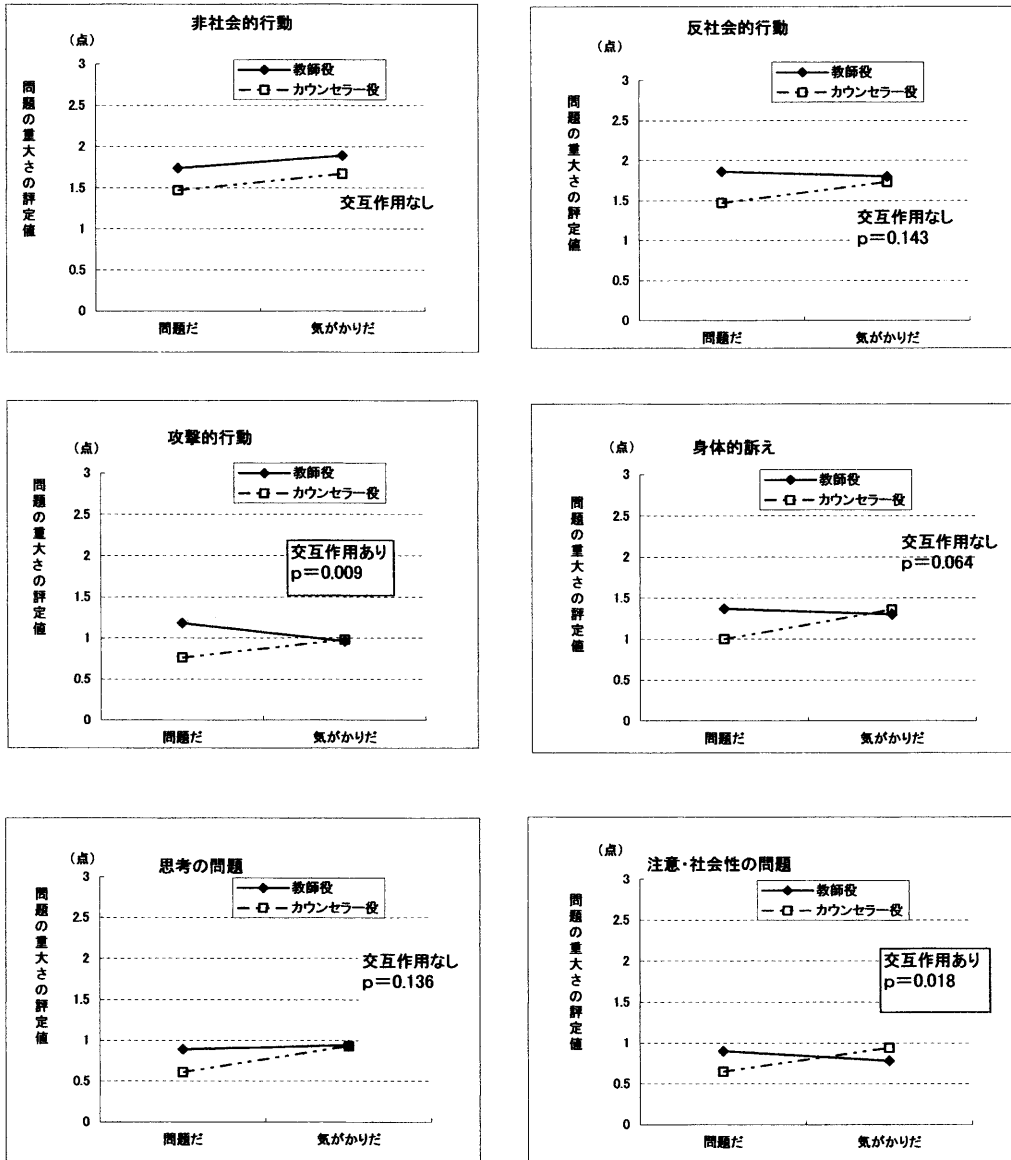 非社会的行動
(点)
問題の重大さの評定値
3
2.5
2
1.5
1
0.5
0
教師役
カウンセラー役
交互作用なし
問題だ
気がかりだ
反社会的行動
(点)
問題の重大さの評定値
3
2.5
2
1.5
1
0.5
0
教師役
カウンセラー役
交互作用なし
p=0.143
問題だ
気がかりだ
攻撃的行動
(点)
問題の重大さの評定値
3
2.5
2
1.5
1
0.5
0
教師役
カウンセラー役
交互作用あり
p=0.009
問題だ
気がかりだ
身体的訴え
(点)
問題の重大さの評定値
3
2.5
2
1.5
1
0.5
0
教師役
カウンセラー役
交互作用なし
p=0.064
問題だ
気がかりだ
思考の問題
(点)
問題の重大さの評定値
3
2.5
2
1.5
1
0.5
0
教師役
カウンセラー役
交互作用なし
p=0.136
問題だ
気がかりだ
注意・社会性の問題
(点)
問題の重大さの評定値
3
2.5
2
1.5
1
0.5
0
教師役
カウンセラー役
交互作用あり
p=0.018
問題だ
気がかりだ